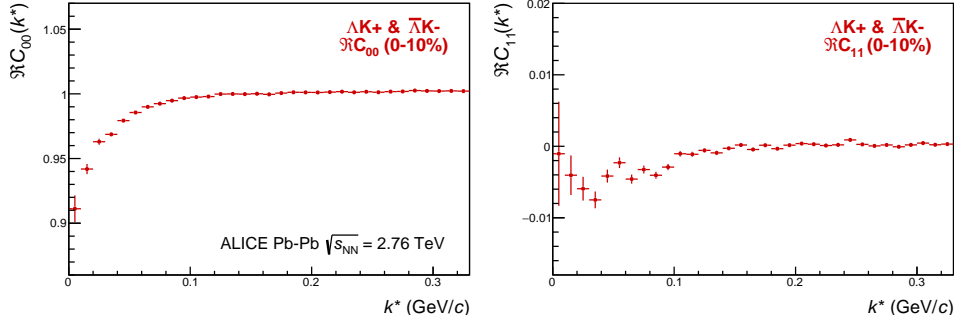 ℜC₀₀(k*)
1.05
1
0.95
0.9
ΛK+ & Λ̅K-
ℜC₀₀ (0-10%)
ALICE Pb-Pb √sNN = 2.76 TeV
0 0.1 0.2 0.3
k* (GeV/c)
ℜC₁₁(k*)
0.02
0.01
0
−0.01
ΛK+ & Λ̅K-
ℜC₁₁ (0-10%)
0 0.1 0.2 0.3
k* (GeV/c)